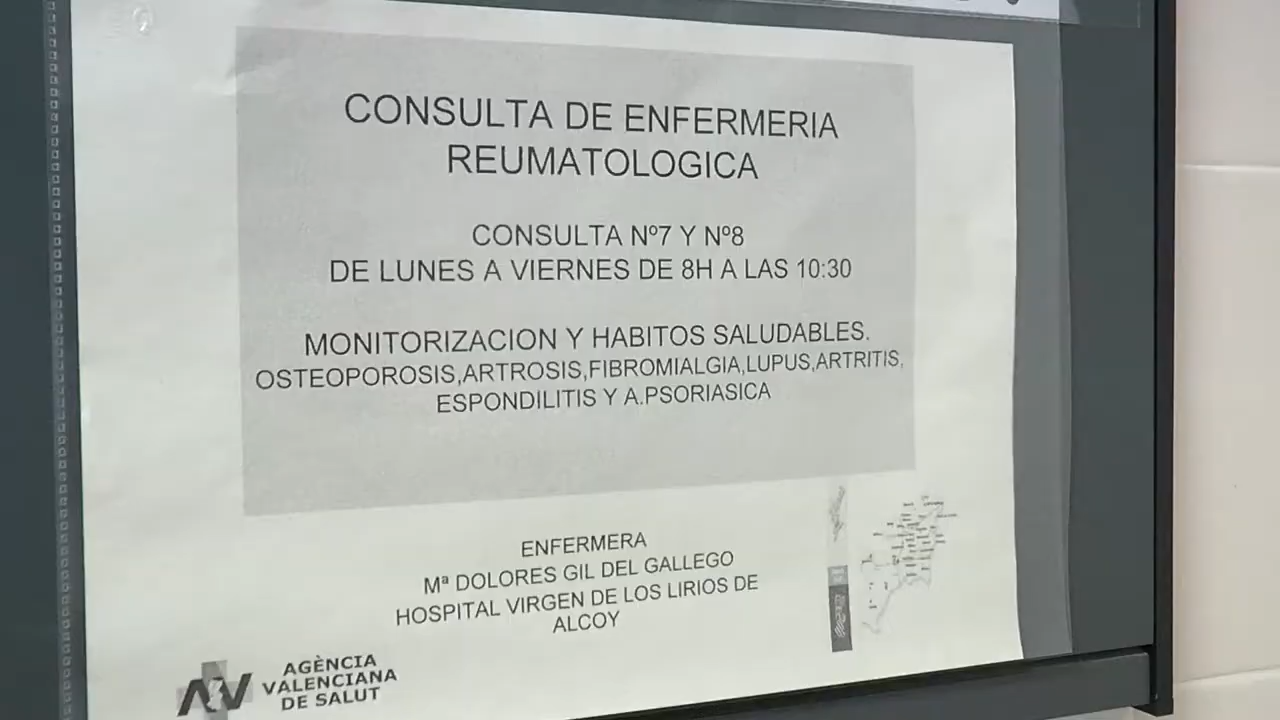 CONSULTA DE ENFERMERIA
REUMATOLOGICA
CONSULTA Nº7 Y Nº8
DE LUNES A VIERNES DE 8H A LAS 10:30
MONITORIZACION Y HABITOS SALUDABLES.
OSTEOPOROSIS,ARTROSIS,FIBROMIALGIA,LUPUS,ARTRITIS,
ESPONDILITIS Y A.PSORIASICA
ENFERMERA
Mª DOLORES GIL DEL GALLEGO
HOSPITAL VIRGEN DE LOS LIRIOS DE
ALCOY
AGÈNCIA
VALENCIANA
DE SALUT